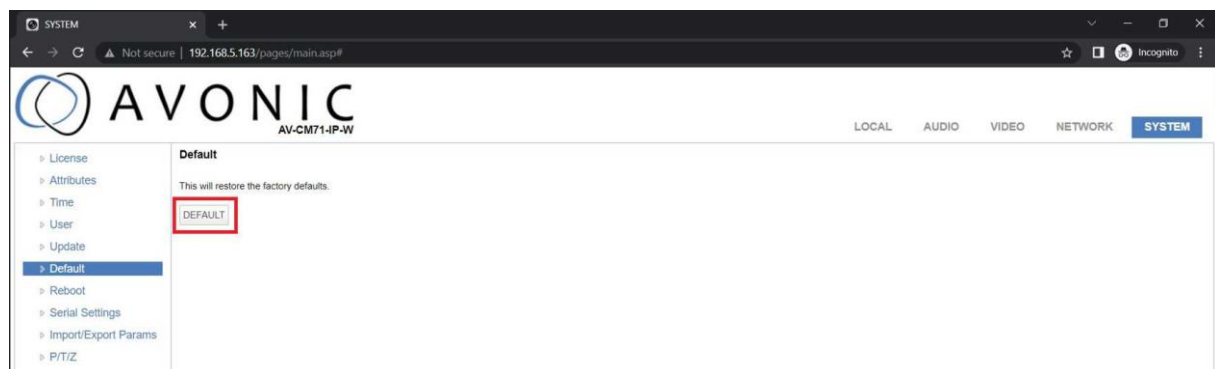 SYSTEM
Not secure | 192.168.5.163/pages/main.asp#
Incognito
AVONIC
AV-CM71-IP-W
LOCAL AUDIO VIDEO NETWORK SYSTEM
License
Attributes
Time
User
Update
Default
Reboot
Serial Settings
Import/Export Params
P/T/Z
Default
This will restore the factory defaults.
DEFAULT